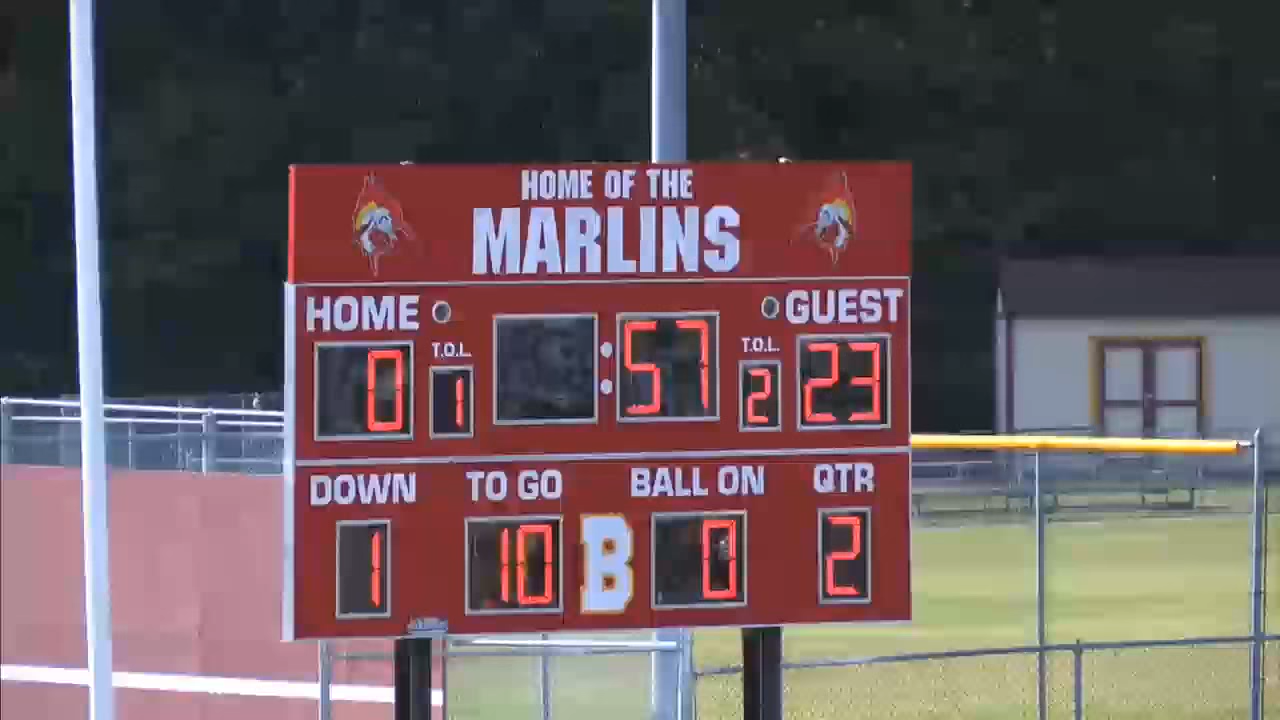 HOME OF THE
MARLINS
HOME GUEST
T.O.L. T.O.L.
0 1 :57 2 23
DOWN TO GO BALL ON QTR
1 10 B 0 2